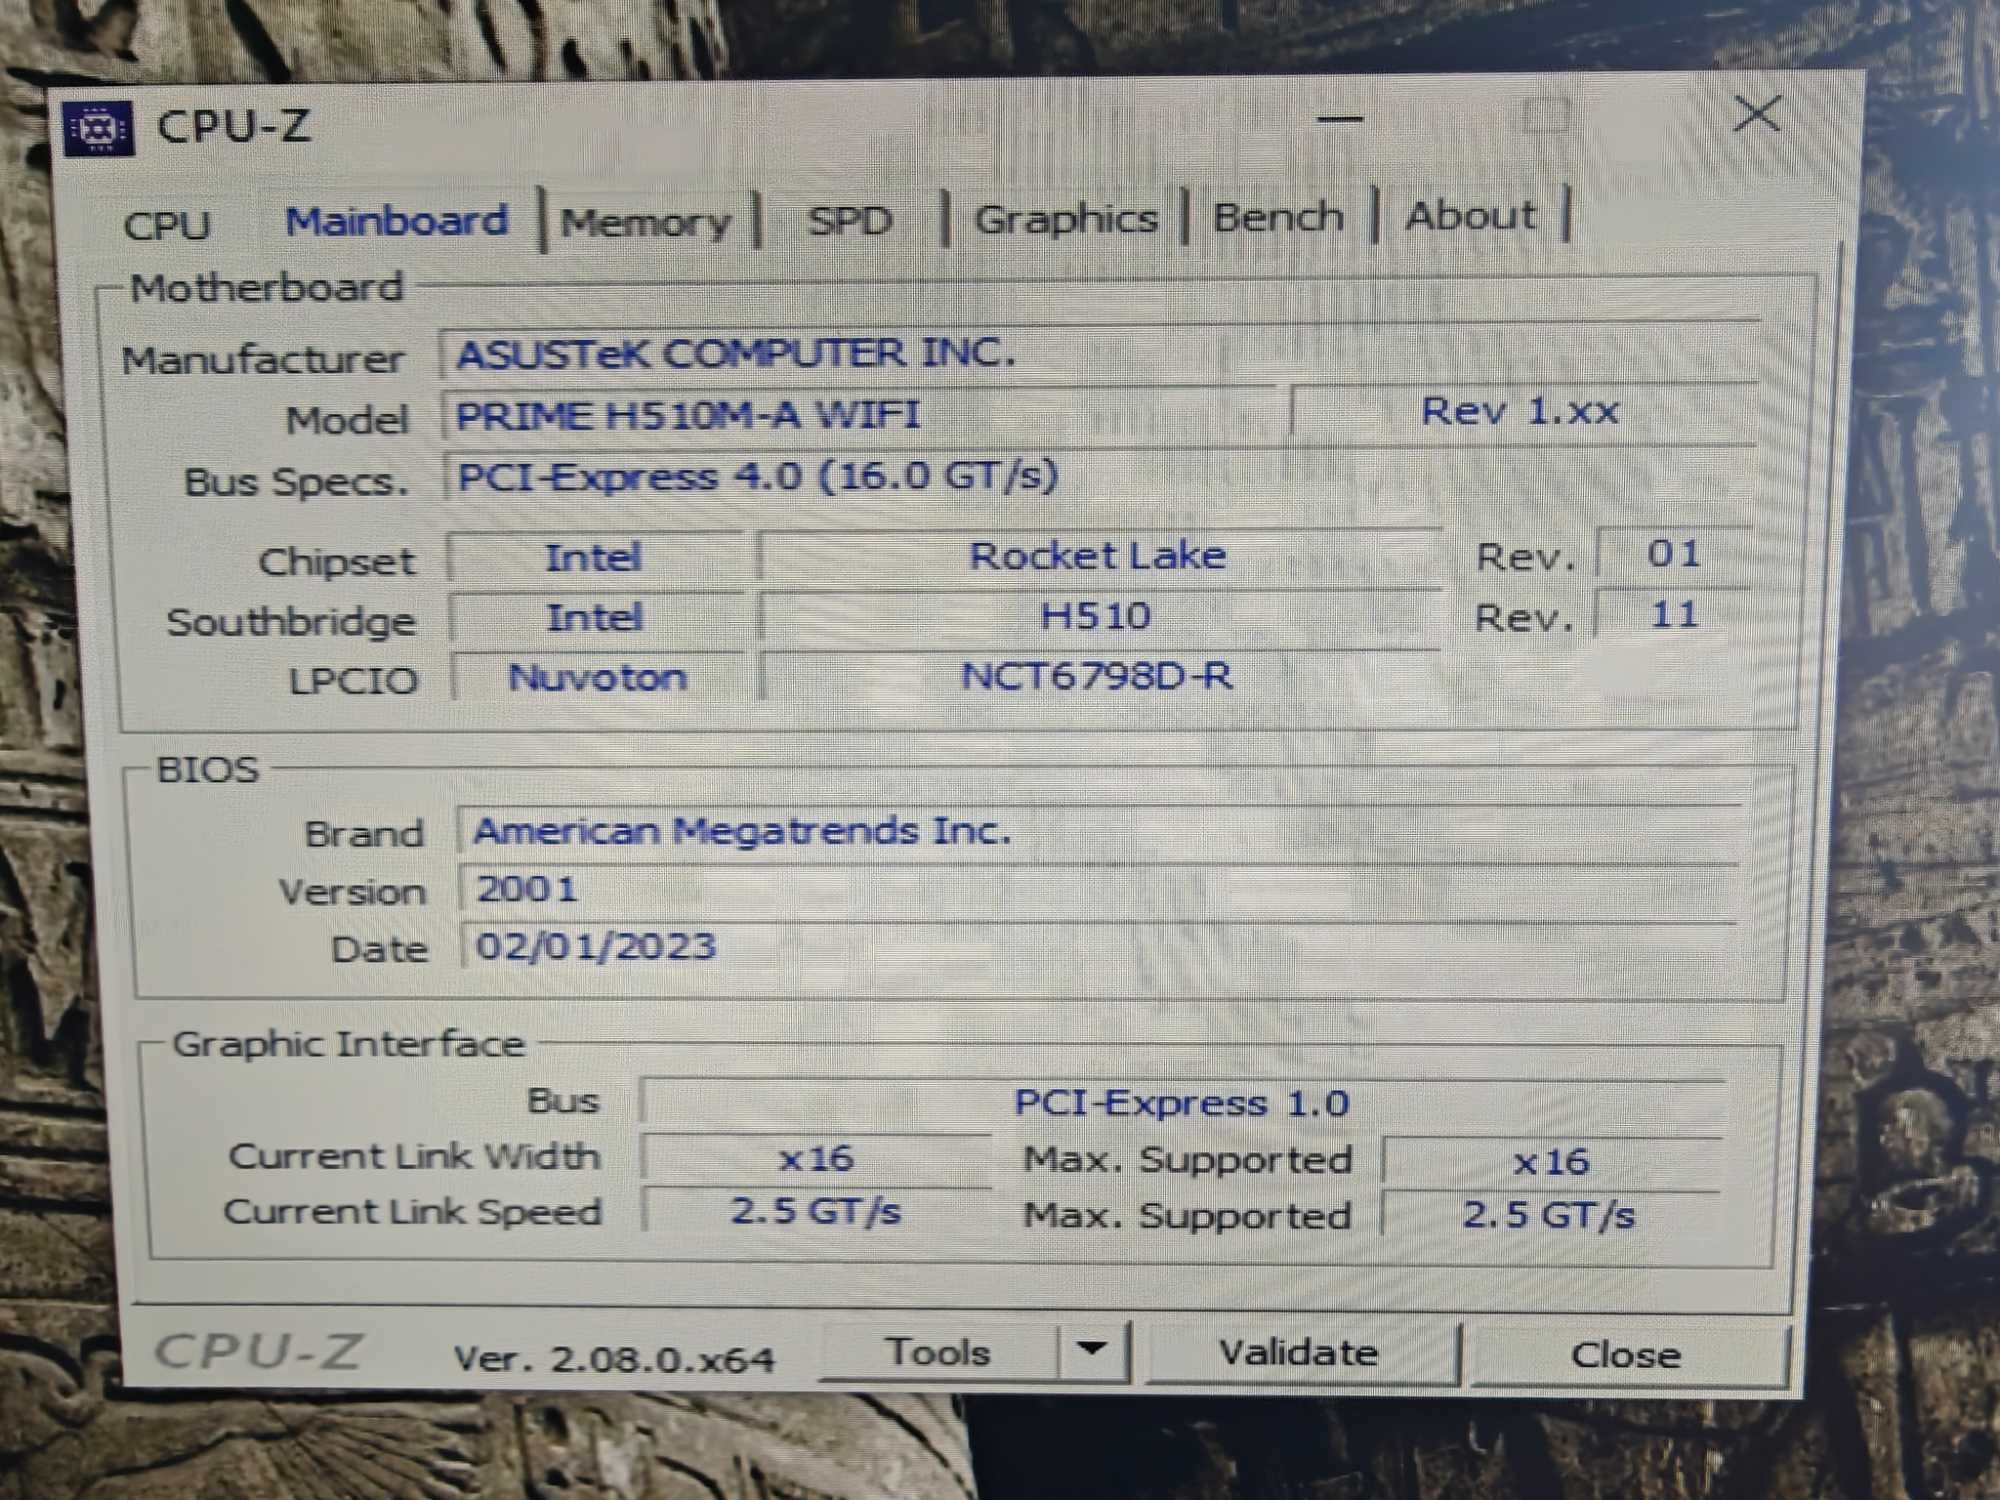 CPU-Z
CPU Mainboard Memory SPD Graphics Bench About
Motherboard
Manufacturer ASUSTeK COMPUTER INC.
Model PRIME H510M-A WIFI Rev 1.xx
Bus Specs. PCI-Express 4.0 (16.0 GT/s)
Chipset Intel Rocket Lake Rev. 01
Southbridge Intel H510 Rev. 11
LPCIO Nuvoton NCT6798D-R
BIOS
Brand American Megatrends Inc.
Version 2001
Date 02/01/2023
Graphic Interface
Bus PCI-Express 1.0
Current Link Width x16 Max. Supported x16
Current Link Speed 2.5 GT/s Max. Supported 2.5 GT/s
CPU-Z Ver. 2.08.0.x64 Tools Validate Close